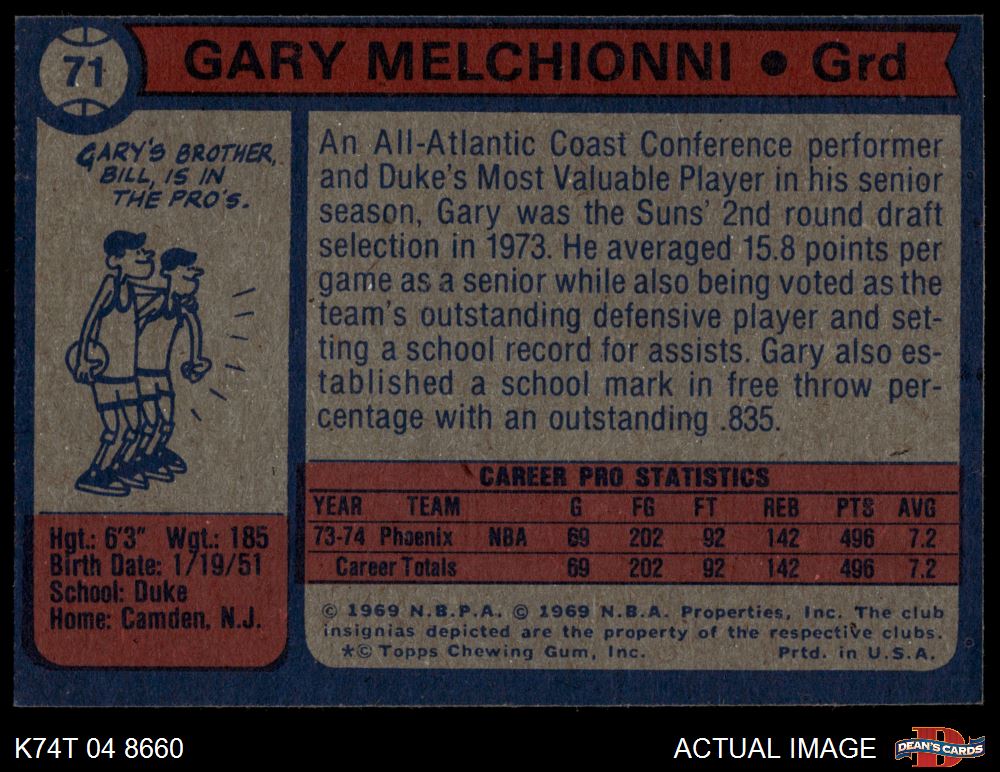 71
GARY MELCHIONNI ● Grd
GARY'S BROTHER,
BILL, IS IN
THE PRO'S.
An All-Atlantic Coast Conference performer
and Duke's Most Valuable Player in his senior
season, Gary was the Suns' 2nd round draft
selection in 1973. He averaged 15.8 points per
game as a senior while also being voted as the
team's outstanding defensive player and set-
ting a school record for assists. Gary also es-
tablished a school mark in free throw per-
centage with an outstanding .835.
Hgt.: 6'3" Wgt.: 185
Birth Date: 1/19/51
School: Duke
Home: Camden, N.J.
CAREER PRO STATISTICS
YEAR TEAM G FG FT REB PTS AVG
73-74 Phoenix NBA 69 202 92 142 496 7.2
Career Totals 69 202 92 142 496 7.2
© 1969 N.B.P.A. © 1969 N.B.A. Properties, Inc. The club
insignias depicted are the property of the respective clubs.
*© Topps Chewing Gum, Inc. Prtd. in U.S.A.
K74T 04 8660
ACTUAL IMAGE
D
DEAN'S CARDS